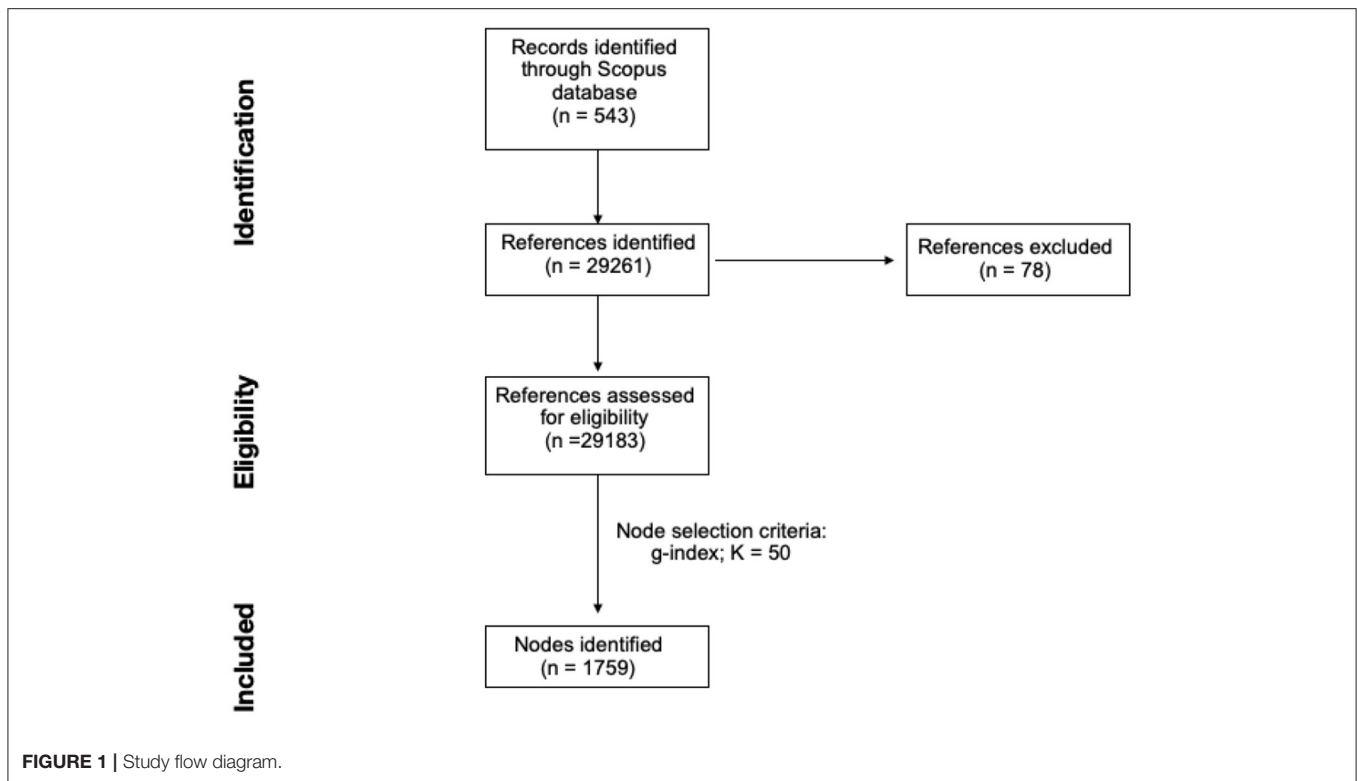 Identification
Records identified
through Scopus
database
(n = 543)
References identified
(n = 29261)
References excluded
(n = 78)
Eligibility
References assessed
for eligibility
(n =29183)
Node selection criteria:
g-index; K = 50
Included
Nodes identified
(n = 1759)
FIGURE 1 | Study flow diagram.